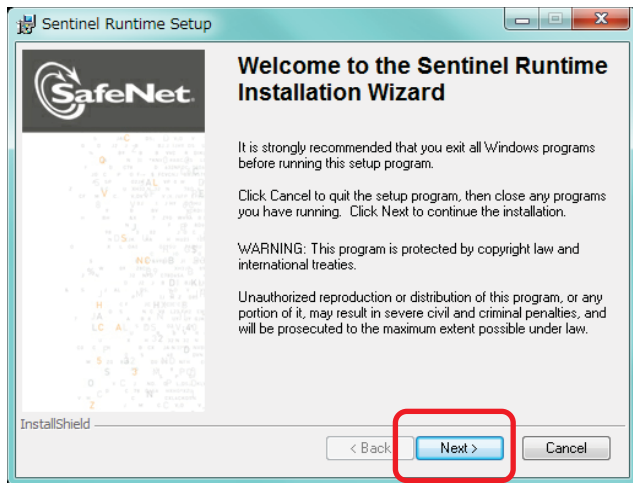 Sentinel Runtime Setup
SafeNet.
Welcome to the Sentinel Runtime
Installation Wizard
It is strongly recommended that you exit all Windows programs
before running this setup program.
Click Cancel to quit the setup program, then close any programs
you have running. Click Next to continue the installation.
WARNING: This program is protected by copyright law and
international treaties.
Unauthorized reproduction or distribution of this program, or any
portion of it, may result in severe civil and criminal penalties, and
will be prosecuted to the maximum extent possible under law.
InstallShield
< Back
Next >
Cancel